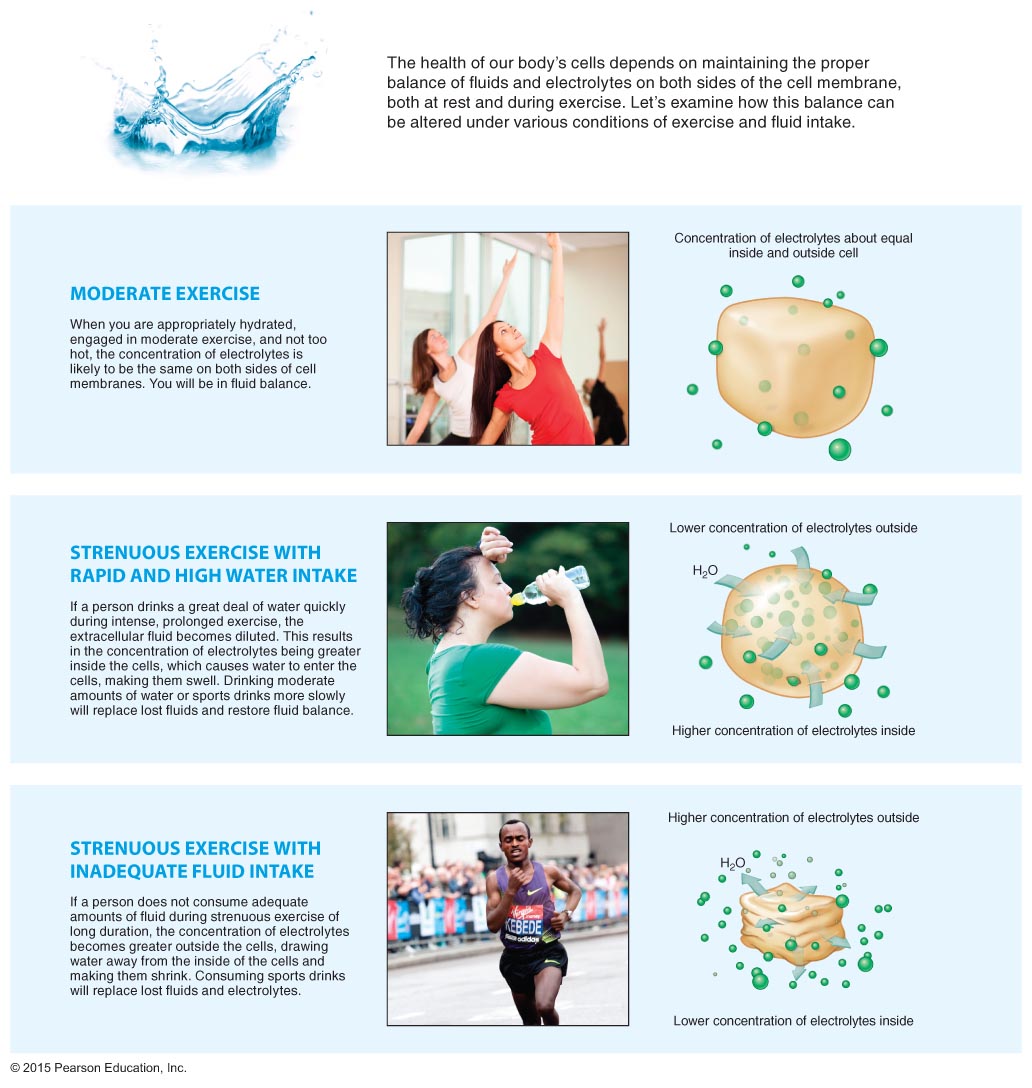 The health of our body's cells depends on maintaining the proper
balance of fluids and electrolytes on both sides of the cell membrane,
both at rest and during exercise. Let's examine how this balance can
be altered under various conditions of exercise and fluid intake.
MODERATE EXERCISE
When you are appropriately hydrated,
engaged in moderate exercise, and not too
hot, the concentration of electrolytes is
likely to be the same on both sides of cell
membranes. You will be in fluid balance.
Concentration of electrolytes about equal
inside and outside cell
STRENUOUS EXERCISE WITH
RAPID AND HIGH WATER INTAKE
If a person drinks a great deal of water quickly
during intense, prolonged exercise, the
extracellular fluid becomes diluted. This results
in the concentration of electrolytes being greater
inside the cells, which causes water to enter the
cells, making them swell. Drinking moderate
amounts of water or sports drinks more slowly
will replace lost fluids and restore fluid balance.
Lower concentration of electrolytes outside
H₂O
Higher concentration of electrolytes inside
STRENUOUS EXERCISE WITH
INADEQUATE FLUID INTAKE
If a person does not consume adequate
amounts of fluid during strenuous exercise of
long duration, the concentration of electrolytes
becomes greater outside the cells, drawing
water away from the inside of the cells and
making them shrink. Consuming sports drinks
will replace lost fluids and electrolytes.
Virgin
KEBEDE
adidas
Higher concentration of electrolytes outside
H₂O
Lower concentration of electrolytes inside
© 2015 Pearson Education, Inc.